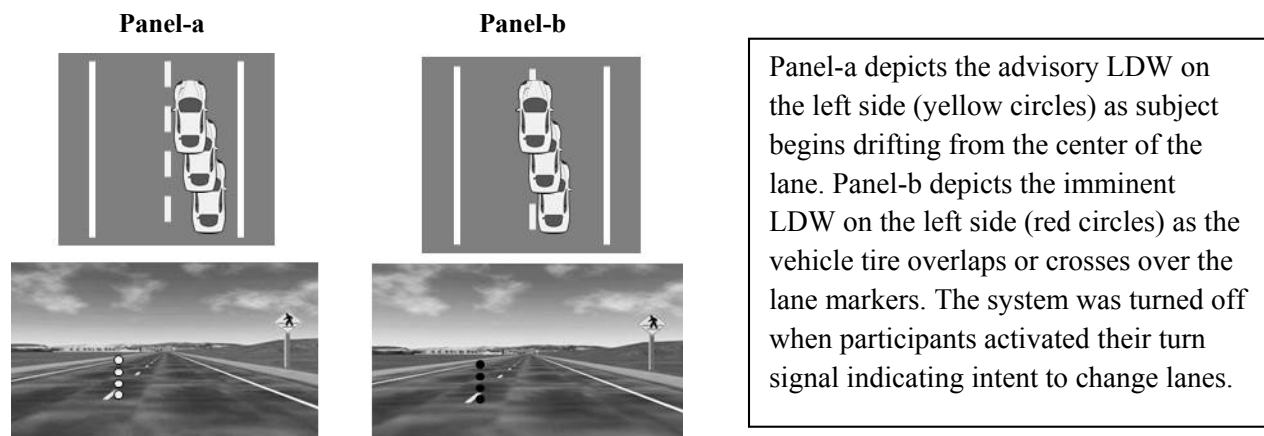 Panel-a
Panel-b
Panel-a depicts the advisory LDW on
the left side (yellow circles) as subject
begins drifting from the center of the
lane. Panel-b depicts the imminent
LDW on the left side (red circles) as the
vehicle tire overlaps or crosses over the
lane markers. The system was turned off
when participants activated their turn
signal indicating intent to change lanes.